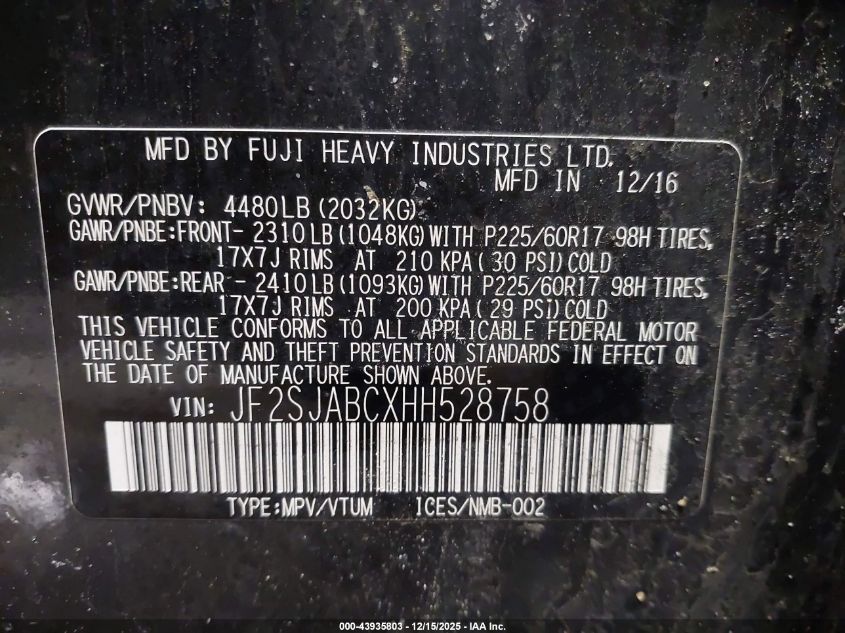 MFD BY FUJI HEAVY INDUSTRIES LTD.
MFD IN 12/16
GVWR/PNBV: 4480LB (2032KG)
GAWR/PNBE:FRONT- 2310LB (1048KG) WITH P225/60R17 98H TIRES,
17X7J RIMS AT 210 KPA( 30 PSI) COLD
GAWR/PNBE:REAR - 2410LB (1093KG) WITH P225/60R17 98H TIRES,
17X7J RIMS AT 200 KPA( 29 PSI) COLD
THIS VEHICLE CONFORMS TO ALL APPLICABLE FEDERAL MOTOR
VEHICLE SAFETY AND THEFT PREVENTION STANDARDS IN EFFECT ON
THE DATE OF MANUFACTURE SHOWN ABOVE.
VIN: JF2SJABCXHH528758
TYPE:MPV/VTUM ICES/NMB-002
000-43935803 - 12/15/2025 - IAA Inc.